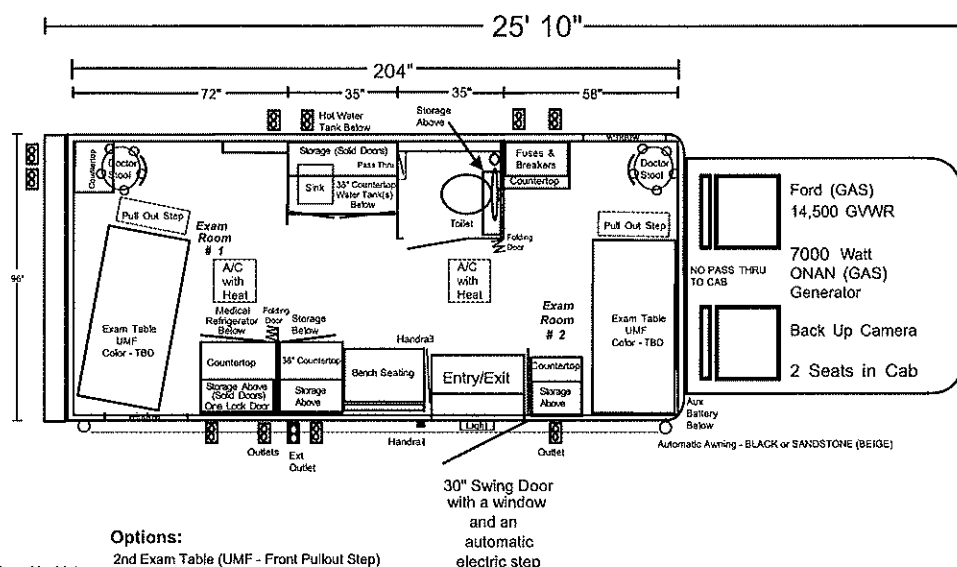 25' 10"
204"
72"
35"
35"
58"
Hot Water
Tank Below
Storage
Above
Window
Countertop
Doctor
Stool
Storage (Solid Doors)
Pass Thru
Sink
36" Countertop
Water Tank(s)
Below
Toilet
Fuses &
Breakers
Countertop
Doctor
Stool
Pull Out Step
Pull Out Step
Folding
Door
Exam
Room
# 1
96"
A/C
with
Heat
A/C
with
Heat
NO PASS THRU
TO CAB
Ford (GAS)
14,500 GVWR
7000 Watt
ONAN (GAS)
Generator
Back Up Camera
2 Seats in Cab
Exam Table
UMF
Color - TBD
Medical
Refrigerator
Below
Folding
Door
Storage
Below
Handrail
Exam
Room
# 2
Exam Table
UMF
Color - TBD
Countertop
Storage Above
(Solid Doors)
One Lock Door
36" Countertop
Storage
Above
Bench Seating
Entry/Exit
Countertop
Storage
Above
Aux
Battery
Below
Outlets
Ext
Outlet
Handrail
Light
Outlet
Automatic Awning - BLACK or SANDSTONE (BEIGE)
30" Swing Door
with a window
and an
automatic
electric step
Options:
2nd Exam Table (UMF - Front Pullout Step)